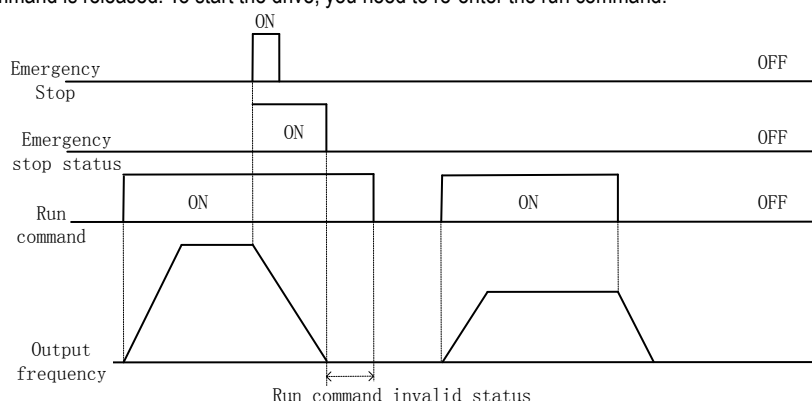 command is released. To start the drive, you need to re-enter the run command.
ON
OFF
Emergency
Stop
ON
OFF
Emergency
stop status
ON
ON
OFF
Run
command
Output
frequency
Run command invalid status